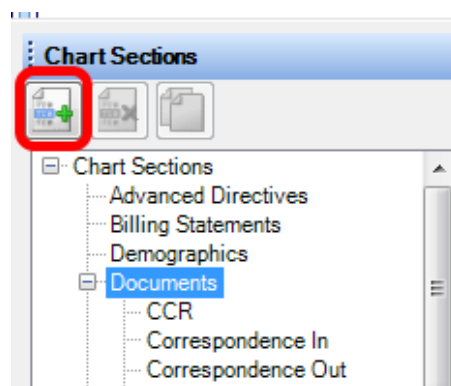 Chart Sections
Chart Sections
Advanced Directives
Billing Statements
Demographics
Documents
CCR
Correspondence In
Correspondence Out